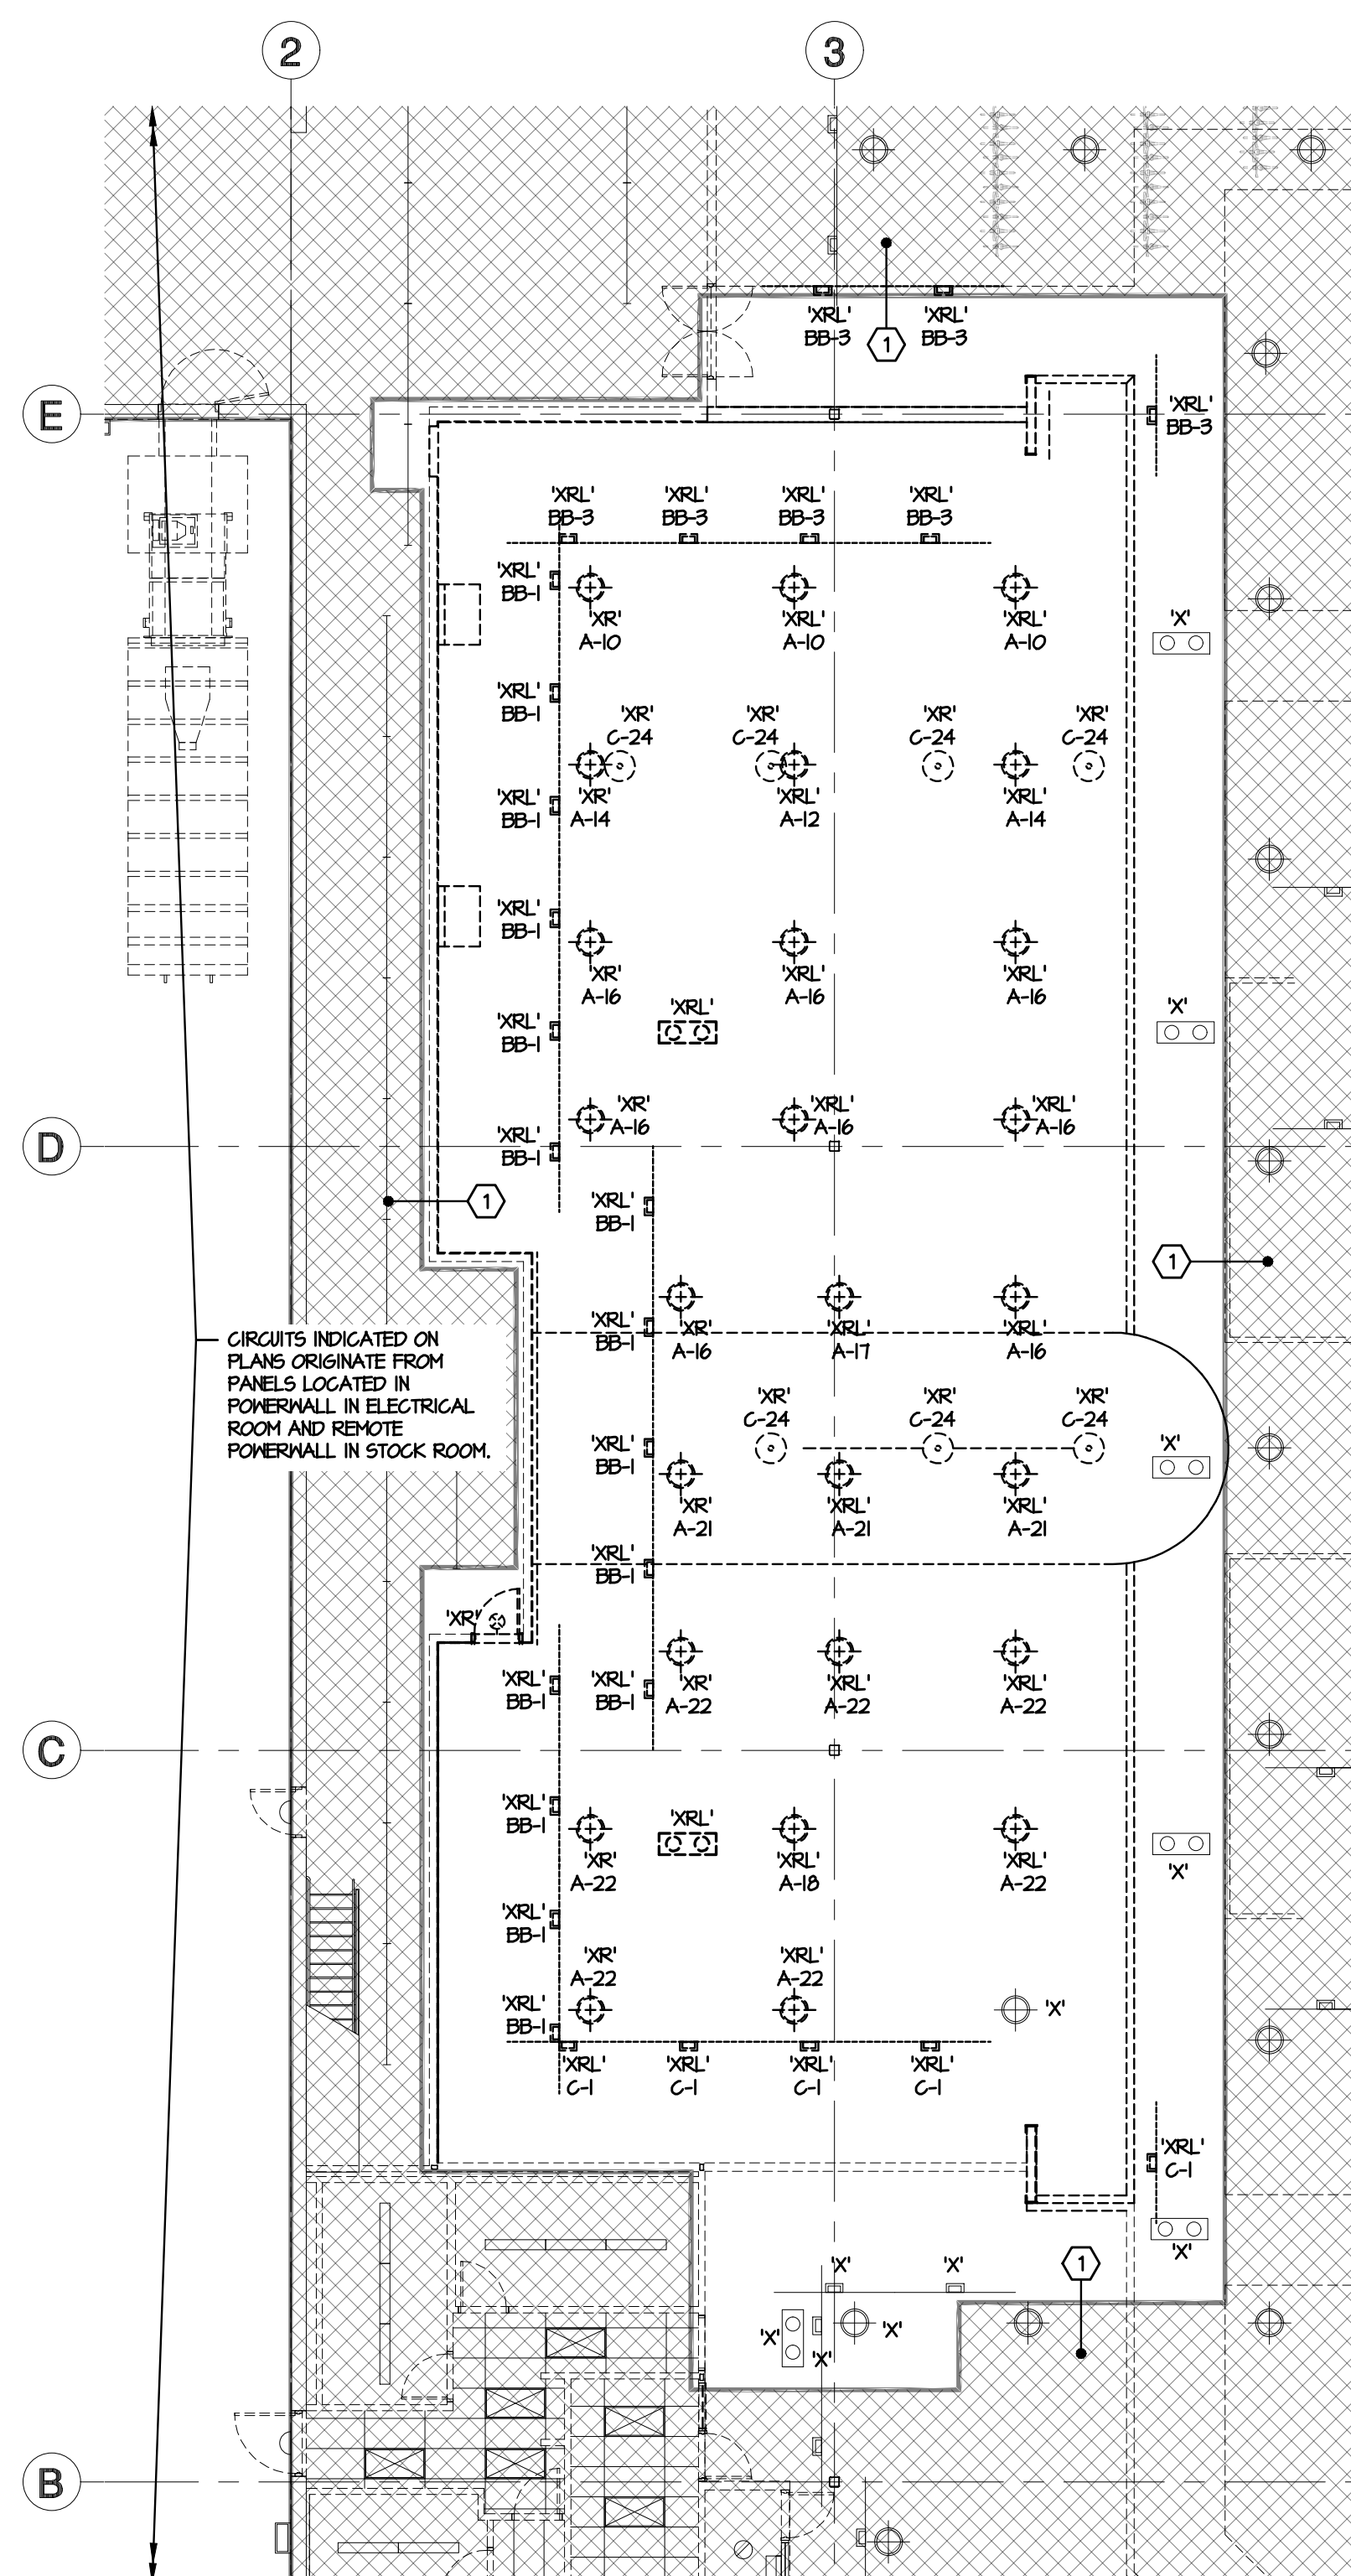 2
3
'XRL'
BB-3
'XRL'
BB-3
1
E
'XRL'
BB-3
'XRL'
BB-3
'XRL'
BB-3
'XRL'
BB-3
'XRL'
BB-3
'XRL'
BB-1
'XR'
A-10
'XRL'
A-10
'XRL'
A-10
'X'
'XRL'
BB-1
'XR'
C-24
'XR'
C-24
'XR'
C-24
'XR'
C-24
'XRL'
BB-1
'XR'
A-14
'XRL'
A-12
'XRL'
A-14
'XRL'
BB-1
'XR'
A-16
'XRL'
A-16
'XRL'
A-16
'XRL'
BB-1
'XRL'
'X'
'XR'
A-16
'XRL'
A-16
'XRL'
A-16
D
'XRL'
BB-1
1
'XRL'
BB-1
1
'XRL'
BB-1
'XR'
A-16
'XRL'
A-17
'XRL'
A-16
CIRCUITS INDICATED ON
PLANS ORIGINATE FROM
PANELS LOCATED IN
POWERWALL IN ELECTRICAL
ROOM AND REMOTE
POWERWALL IN STOCK ROOM.
'XR'
C-24
'XR'
C-24
'XR'
C-24
'XRL'
BB-1
'X'
'XR'
A-21
'XRL'
A-21
'XRL'
A-21
'XRL'
BB-1
'XR'
'XRL'
BB-1
'XRL'
BB-1
'XR'
A-22
'XRL'
A-22
'XRL'
A-22
C
'XRL'
BB-1
'XRL'
'XR'
A-22
'XRL'
A-18
'XRL'
A-22
'X'
'XRL'
BB-1
'XR'
A-22
'XRL'
A-22
'X'
'XRL'
BB-1
'XRL'
C-1
'XRL'
C-1
'XRL'
C-1
'XRL'
C-1
'XRL'
C-1
'X'
'X'
'X'
1
'X'
'X'
'X'
B